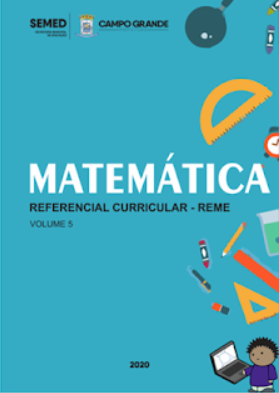 SEMED
CAMPO GRANDE
MATEMÁTICA
REFERENCIAL CURRICULAR - REME
VOLUME 5
2020